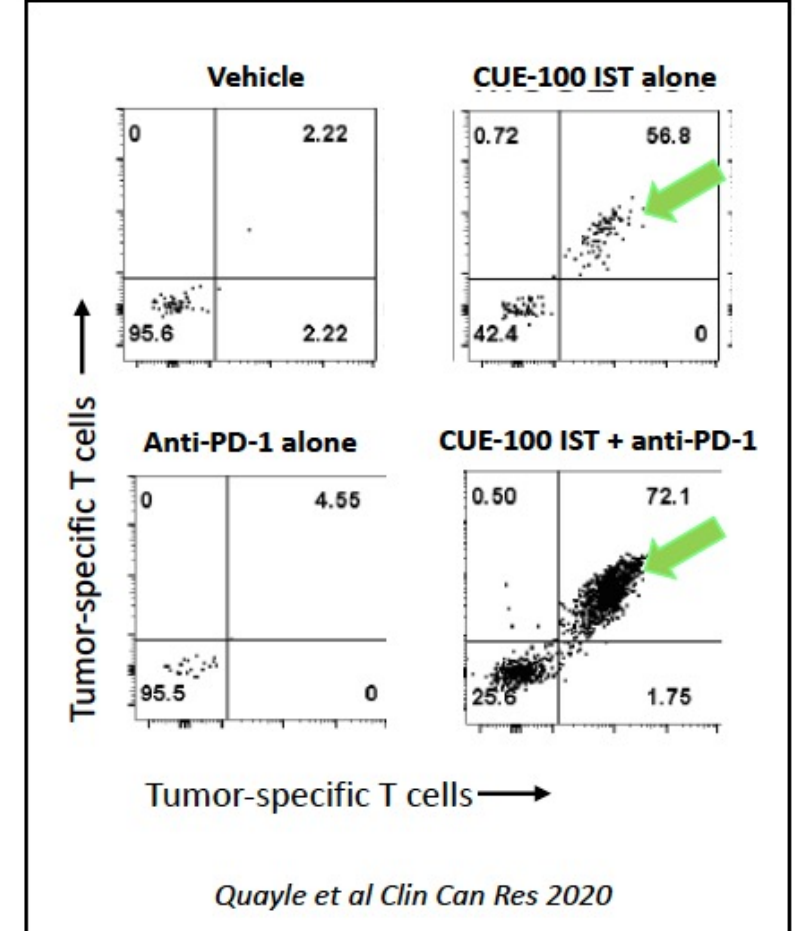 Vehicle
CUE-100 IST alone
0 2.22
0.72 56.8
95.6 2.22
42.4 0
Anti-PD-1 alone
CUE-100 IST + anti-PD-1
0 4.55
0.50 72.1
95.5 0
25.6 1.75
Tumor-specific T cells
Tumor-specific T cells
Quayle et al Clin Can Res 2020